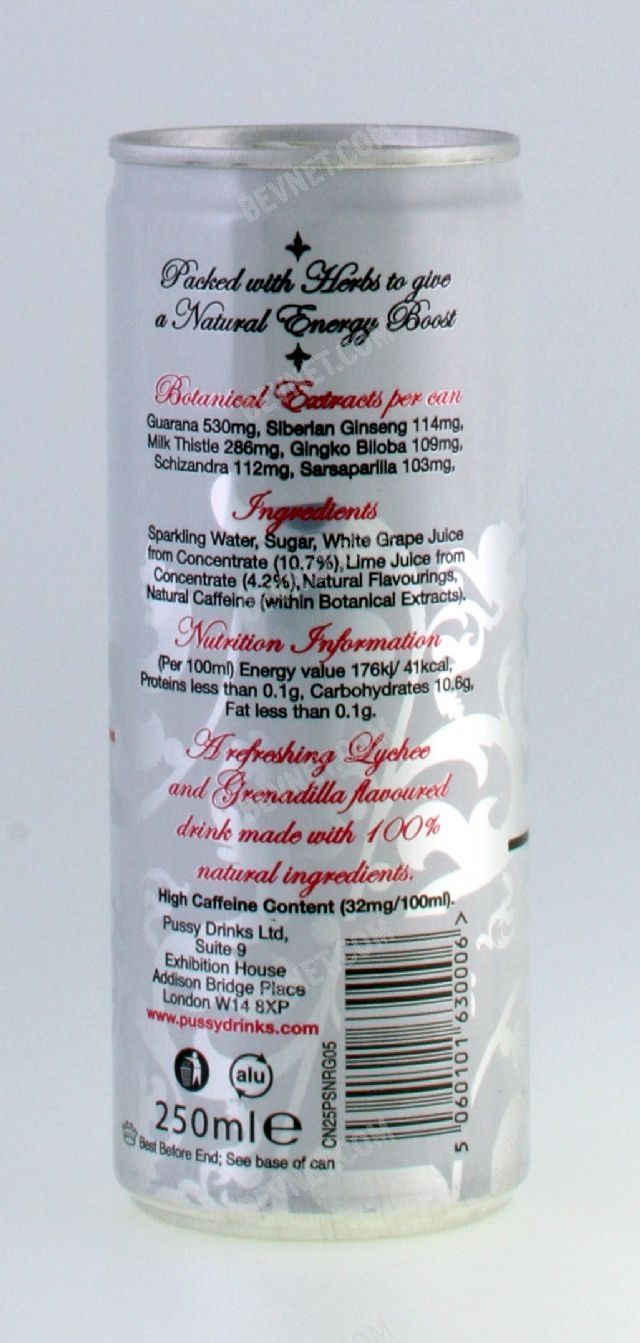 BEVNET.COM
Packed with Herbs to give
a Natural Energy Boost
Botanical Extracts per can
Guarana 530mg, Siberian Ginseng 114mg,
Milk Thistle 286mg, Gingko Biloba 109mg,
Schizandra 112mg, Sarsaparilla 103mg,
Ingredients
Sparkling Water, Sugar, White Grape Juice
from Concentrate (10.7%), Lime Juice from
Concentrate (4.2%), Natural Flavourings,
Natural Caffeine (within Botanical Extracts).
Nutrition Information
(Per 100ml) Energy value 176kj/ 41kcal,
Proteins less than 0.1g, Carbohydrates 10,6g,
Fat less than 0.1g.
A refreshing Lychee
and Grenadilla flavoured
drink made with 100%
natural ingredients.
High Caffeine Content (32mg/100ml).
Pussy Drinks Ltd,
Suite 9
Exhibition House
Addison Bridge Place
London W14 8XP
www.pussydrinks.com
alu
250ml e
Best Before End; See base of can
CN25PSNRG05
5 060101 630006 >